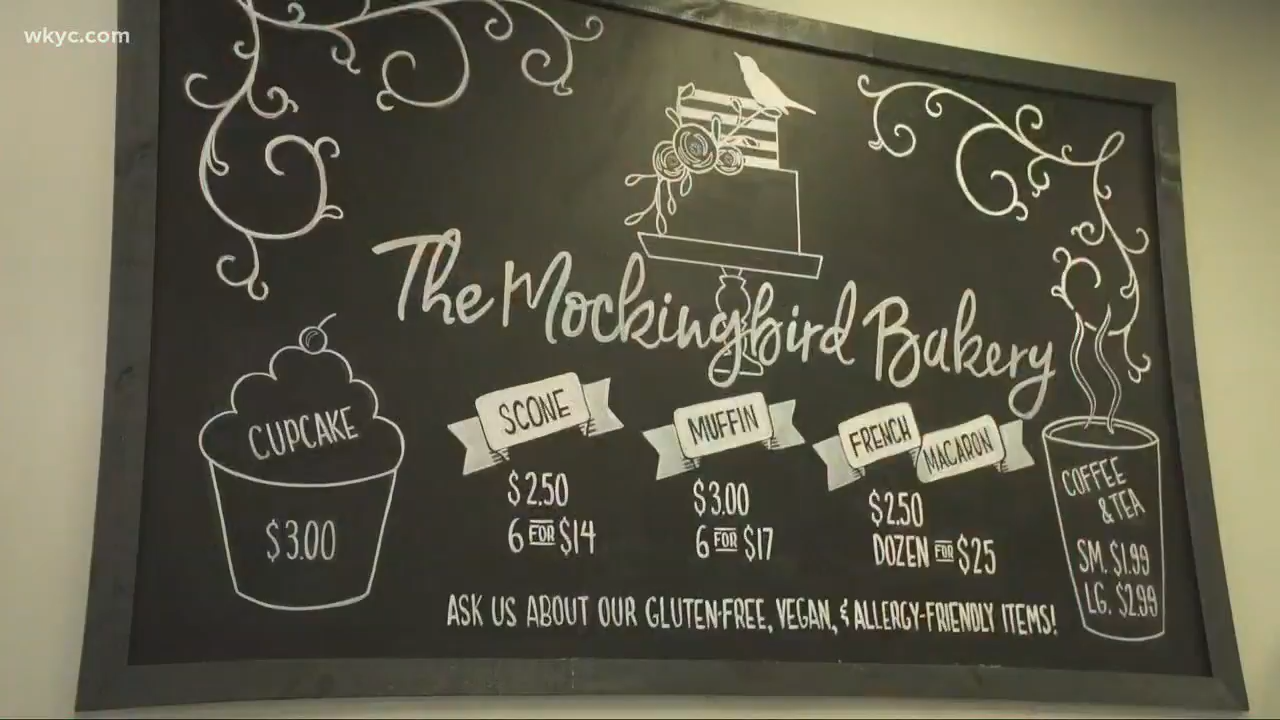 wkyc.com
The Mockingbird Bakery
CUPCAKE
$3.00
SCONE
$2.50
6 FOR $14
MUFFIN
$3.00
6 FOR $17
FRENCH MACARON
$2.50
DOZEN FOR $25
COFFEE
& TEA
SM. $1.99
LG. $2.99
ASK US ABOUT OUR GLUTEN-FREE, VEGAN, & ALLERGY-FRIENDLY ITEMS!